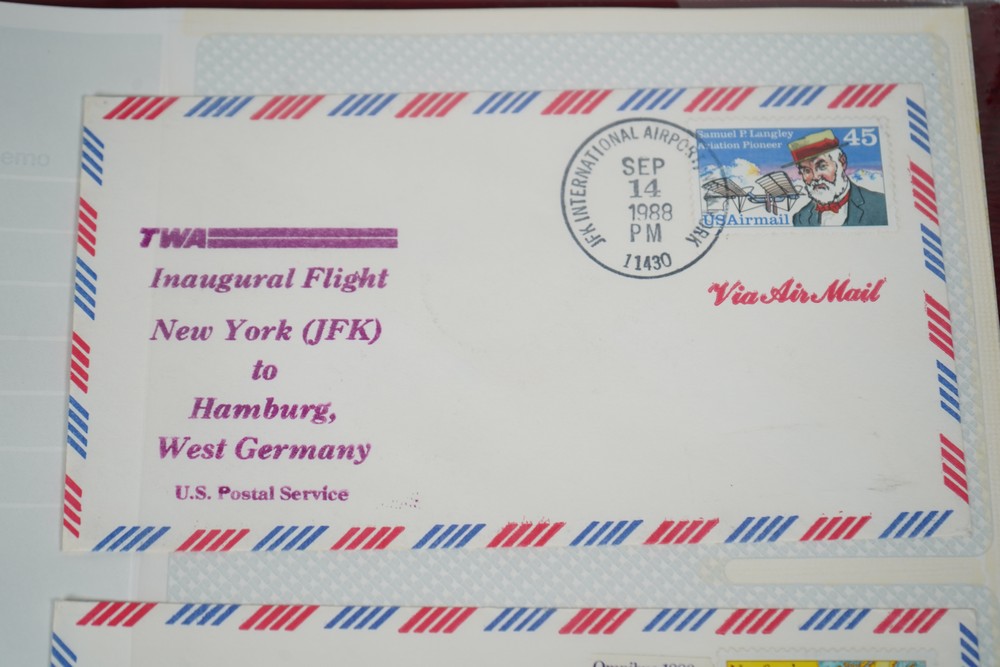 JFK INTERNATIONAL AIRPORT
SEP
14
1988
PM
11430
Samuel P. Langley
Aviation Pioneer
45
USAirmail
Via Air Mail
TWA
Inaugural Flight
New York (JFK)
to
Hamburg,
West Germany
U.S. Postal Service